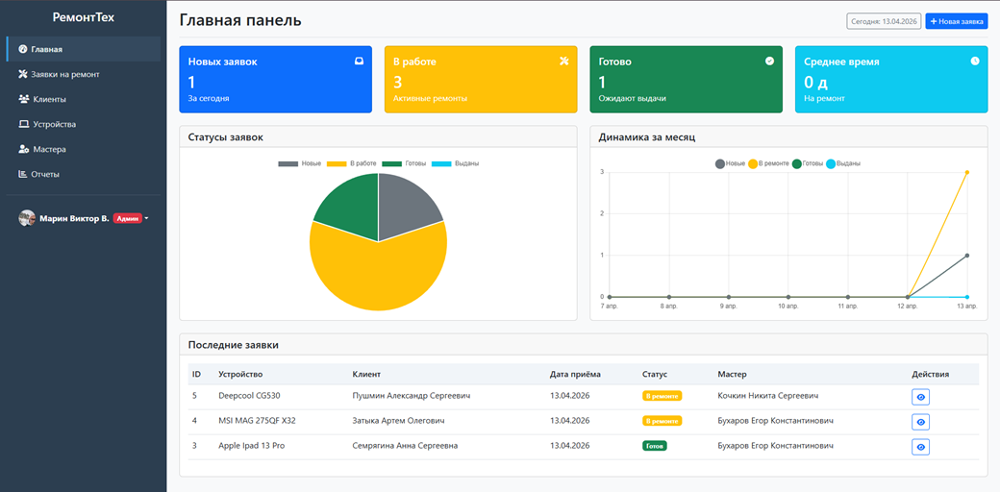 РемонтТех
Главная
Заявки на ремонт
Клиенты
Устройства
Мастера
Отчеты
Марин Виктор В. Админ
Главная панель
Сегодня: 13.04.2026
Новая заявка
Новых заявок
1
За сегодня
В работе
3
Активные ремонты
Готово
1
Ожидают выдачи
Среднее время
0 д
На ремонт
Статусы заявок
Новые В работе Готовы Выданы
Динамика за месяц
Новые В ремонте Готовы Выданы
3
2
1
0
7 апр. 8 апр. 9 апр. 10 апр. 11 апр. 12 апр. 13 апр.
Последние заявки
ID Устройство Клиент Дата приёма Статус Мастер Действия
5 Deepcool CG530 Пушмин Александр Сергеевич 13.04.2026 В ремонте Кочкин Никита Сергеевич
4 MSI MAG 275QF X32 Затыка Артем Олегович 13.04.2026 В ремонте Бухаров Егор Константинович
3 Apple Ipad 13 Pro Семрягина Анна Сергеевна 13.04.2026 Готов Бухаров Егор Константинович